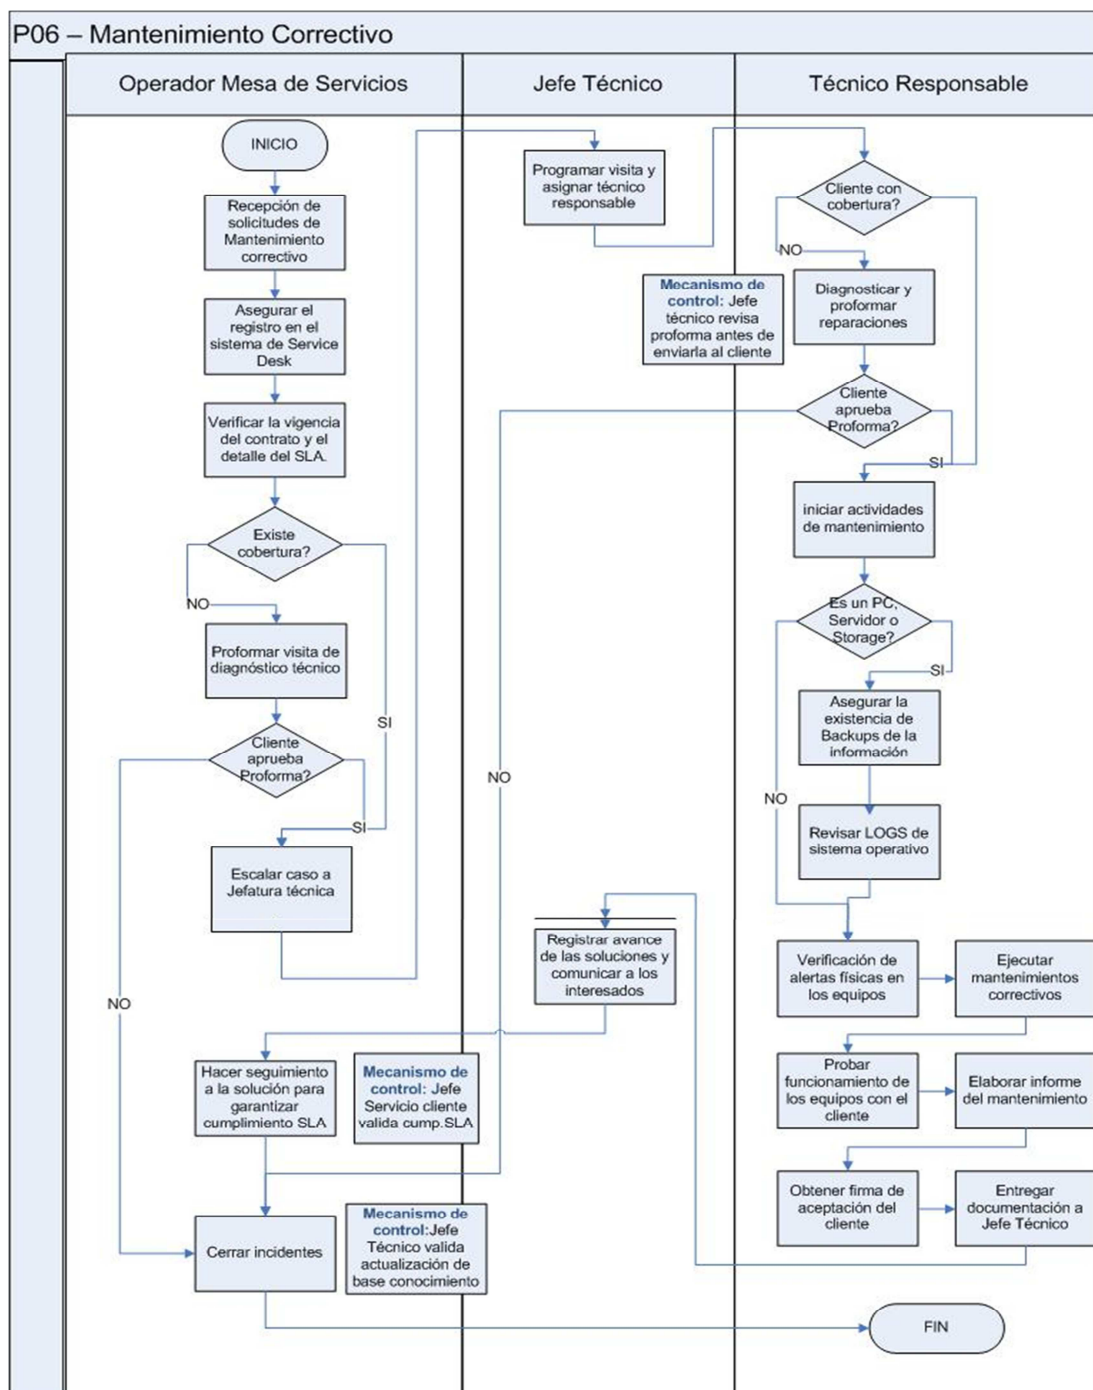 P06 – Mantenimiento Correctivo
Operador Mesa de Servicios
Jefe Técnico
Técnico Responsable
INICIO
Recepción de
solicitudes de
Mantenimiento
correctivo
Asegurar el
registro en el
sistema de Service
Desk
Verificar la vigencia
del contrato y el
detalle del SLA.
Existe
cobertura?
NO
SI
Proformar visita de
diagnóstico técnico
Cliente
aprueba
Proforma?
SI
NO
Escalar caso a
Jefatura técnica
Programar visita y
asignar técnico
responsable
Cliente con
cobertura?
NO
Diagnosticar y
proformar
reparaciones
Mecanismo de
control: Jefe
técnico revisa
proforma antes de
enviarla al cliente
Cliente
aprueba
Proforma?
SI
NO
iniciar actividades
de mantenimiento
Es un PC,
Servidor o
Storage?
SI
NO
Asegurar la
existencia de
Backups de la
información
Revisar LOGS de
sistema operativo
Verificación de
alertas físicas en
los equipos
Ejecutar
mantenimientos
correctivos
Probar
funcionamiento de
los equipos con el
cliente
Elaborar informe
del mantenimiento
Obtener firma de
aceptación del
cliente
Entregar
documentación a
Jefe Técnico
Registrar avance
de las soluciones y
comunicar a los
interesados
Hacer seguimiento
a la solución para
garantizar
cumplimiento SLA
Mecanismo de
control: Jefe
Servicio cliente
valida cump.SLA
Cerrar incidentes
Mecanismo de
control:Jefe
Técnico valida
actualización de
base conocimiento
FIN